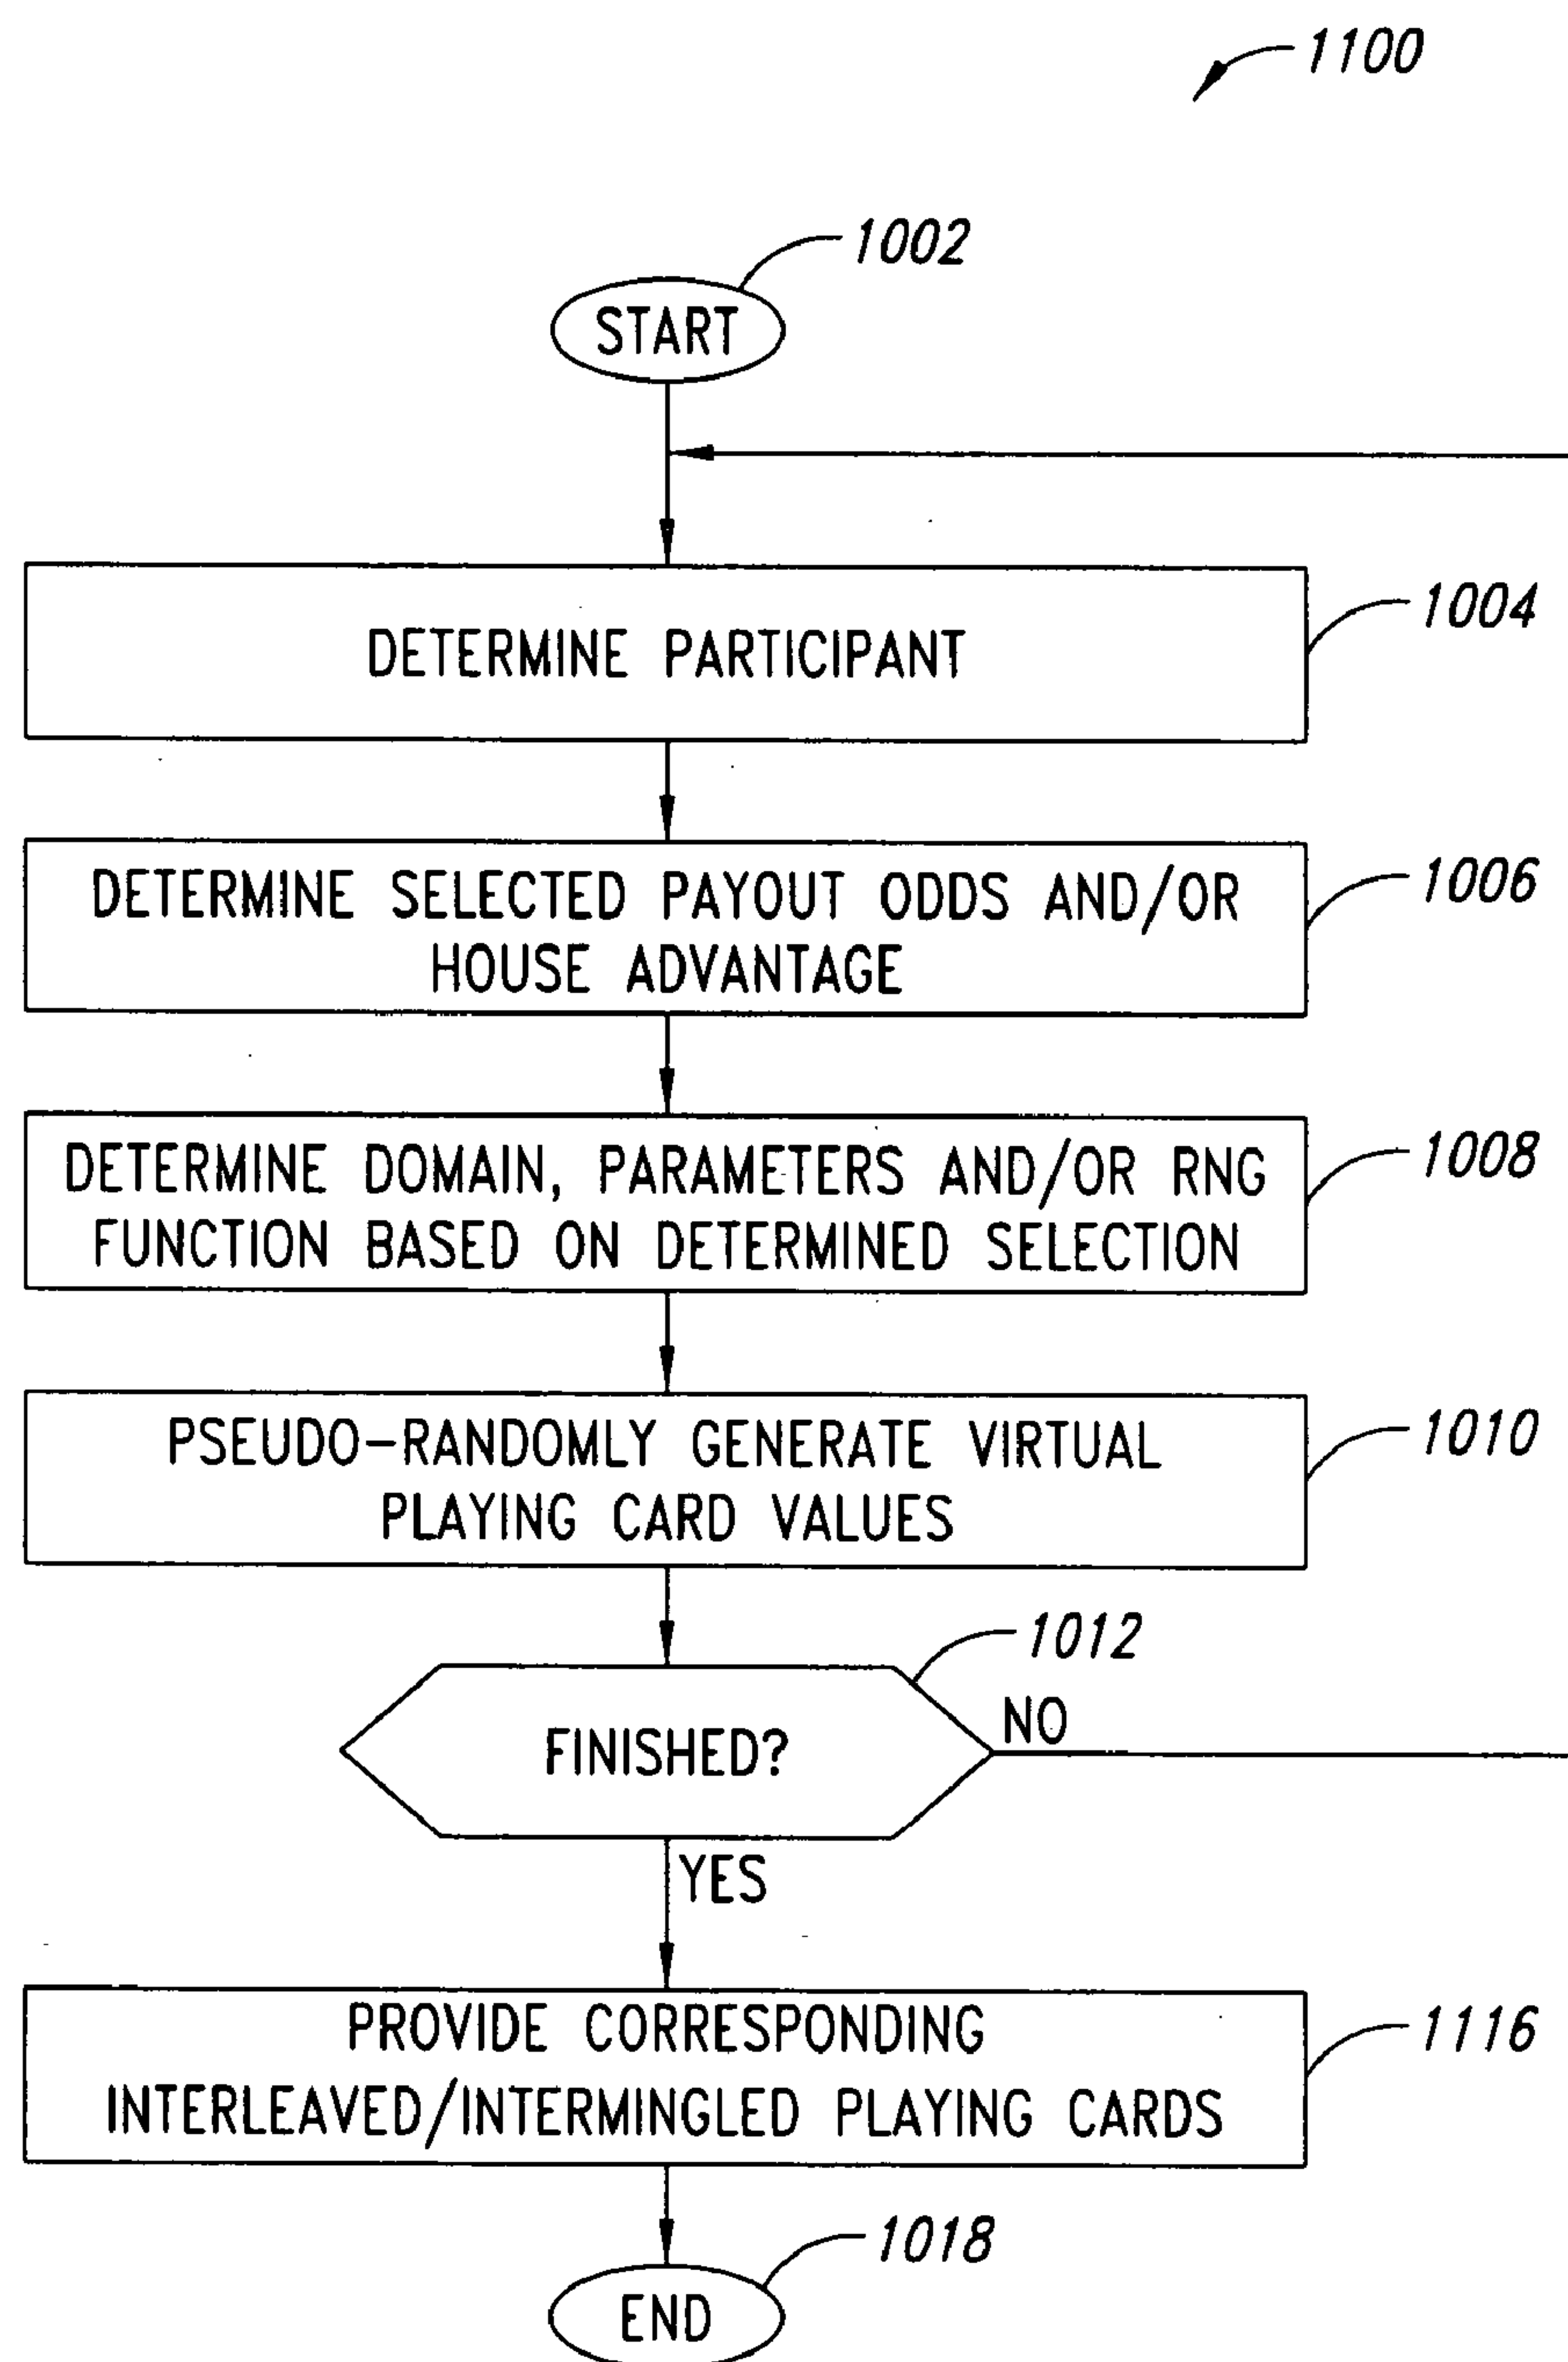 1100
1002
START
1004
DETERMINE PARTICIPANT
1006
DETERMINE SELECTED PAYOUT ODDS AND/OR
HOUSE ADVANTAGE
1008
DETERMINE DOMAIN, PARAMETERS AND/OR RNG
FUNCTION BASED ON DETERMINED SELECTION
1010
PSEUDO-RANDOMLY GENERATE VIRTUAL
PLAYING CARD VALUES
1012
NO
FINISHED?
YES
1116
PROVIDE CORRESPONDING
INTERLEAVED/INTERMINGLED PLAYING CARDS
1018
END